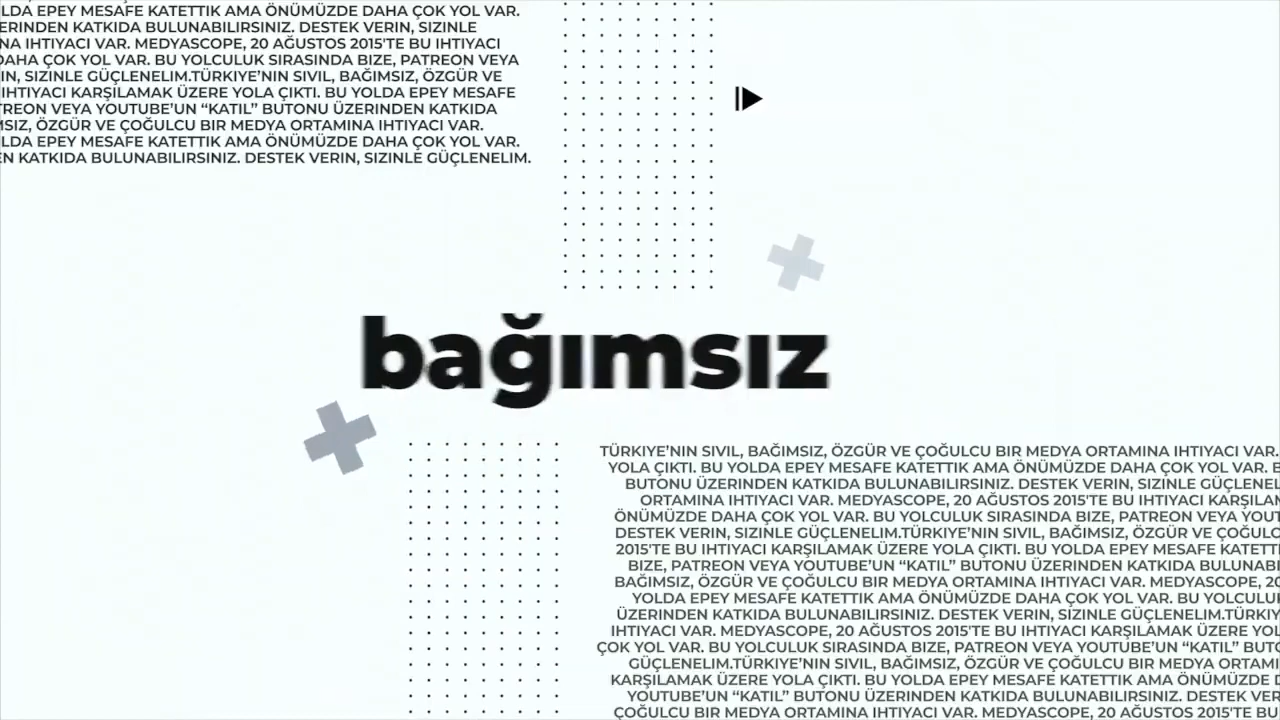 LDA EPEY MESAFE KATETTIK AMA ÖNÜMÜZDE DAHA ÇOK YOL VAR.
ERINDEN KATKIDA BULUNABILIRSINIZ. DESTEK VERIN, SIZINLE
NA IHTIYACI VAR. MEDYASCOPE, 20 AĞUSTOS 2015'TE BU IHTIYACI
DAHA ÇOK YOL VAR. BU YOLCULUK SIRASINDA BIZE, PATREON VEYA
IN, SIZINLE GÜÇLENELIM.TÜRKIYE’NIN SIVIL, BAĞIMSIZ, ÖZGÜR VE
IHTIYACI KARŞILAMAK ÜZERE YOLA ÇIKTI. BU YOLDA EPEY MESAFE
TREON VEYA YOUTUBE’UN “KATIL” BUTONU ÜZERINDEN KATKIDA
MSIZ, ÖZGÜR VE ÇOĞULCU BIR MEDYA ORTAMINA IHTIYACI VAR.
LDA EPEY MESAFE KATETTIK AMA ÖNÜMÜZDE DAHA ÇOK YOL VAR.
EN KATKIDA BULUNABILIRSINIZ. DESTEK VERIN, SIZINLE GÜÇLENELIM.
bağımsız
TÜRKIYE’NIN SIVIL, BAĞIMSIZ, ÖZGÜR VE ÇOĞULCU BIR MEDYA ORTAMINA IHTIYACI VAR.
YOLA ÇIKTI. BU YOLDA EPEY MESAFE KATETTIK AMA ÖNÜMÜZDE DAHA ÇOK YOL VAR. B
BUTONU ÜZERINDEN KATKIDA BULUNABILIRSINIZ. DESTEK VERIN, SIZINLE GÜÇLENEL
ORTAMINA IHTIYACI VAR. MEDYASCOPE, 20 AĞUSTOS 2015'TE BU IHTIYACI KARŞILAN
ÖNÜMÜZDE DAHA ÇOK YOL VAR. BU YOLCULUK SIRASINDA BIZE, PATREON VEYA YOUT
DESTEK VERIN, SIZINLE GÜÇLENELIM.TÜRKIYE’NIN SIVIL, BAĞIMSIZ, ÖZGÜR VE ÇOĞULC
2015'TE BU IHTIYACI KARŞILAMAK ÜZERE YOLA ÇIKTI. BU YOLDA EPEY MESAFE KATETT
BIZE, PATREON VEYA YOUTUBE’UN “KATIL” BUTONU ÜZERINDEN KATKIDA BULUNABI
BAĞIMSIZ, ÖZGÜR VE ÇOĞULCU BIR MEDYA ORTAMINA IHTIYACI VAR. MEDYASCOPE, 20
YOLDA EPEY MESAFE KATETTIK AMA ÖNÜMÜZDE DAHA ÇOK YOL VAR. BU YOLCULU
ÜZERINDEN KATKIDA BULUNABILIRSINIZ. DESTEK VERIN, SIZINLE GÜÇLENELIM.TÜRKIY
IHTIYACI VAR. MEDYASCOPE, 20 AĞUSTOS 2015'TE BU IHTIYACI KARŞILAMAK ÜZERE YOL
ÇOK YOL VAR. BU YOLCULUK SIRASINDA BIZE, PATREON VEYA YOUTUBE’UN “KATIL” BUTO
GÜÇLENELIM.TÜRKIYE’NIN SIVIL, BAĞIMSIZ, ÖZGÜR VE ÇOĞULCU BIR MEDYA ORTAMI
KARŞILAMAK ÜZERE YOLA ÇIKTI. BU YOLDA EPEY MESAFE KATETTIK AMA ÖNÜMÜZDE D
YOUTUBE’UN “KATIL” BUTONU ÜZERINDEN KATKIDA BULUNABILIRSINIZ. DESTEK VER
ÇOĞULCU BIR MEDYA ORTAMINA IHTIYACI VAR. MEDYASCOPE, 20 AĞUSTOS 2015'TE BU